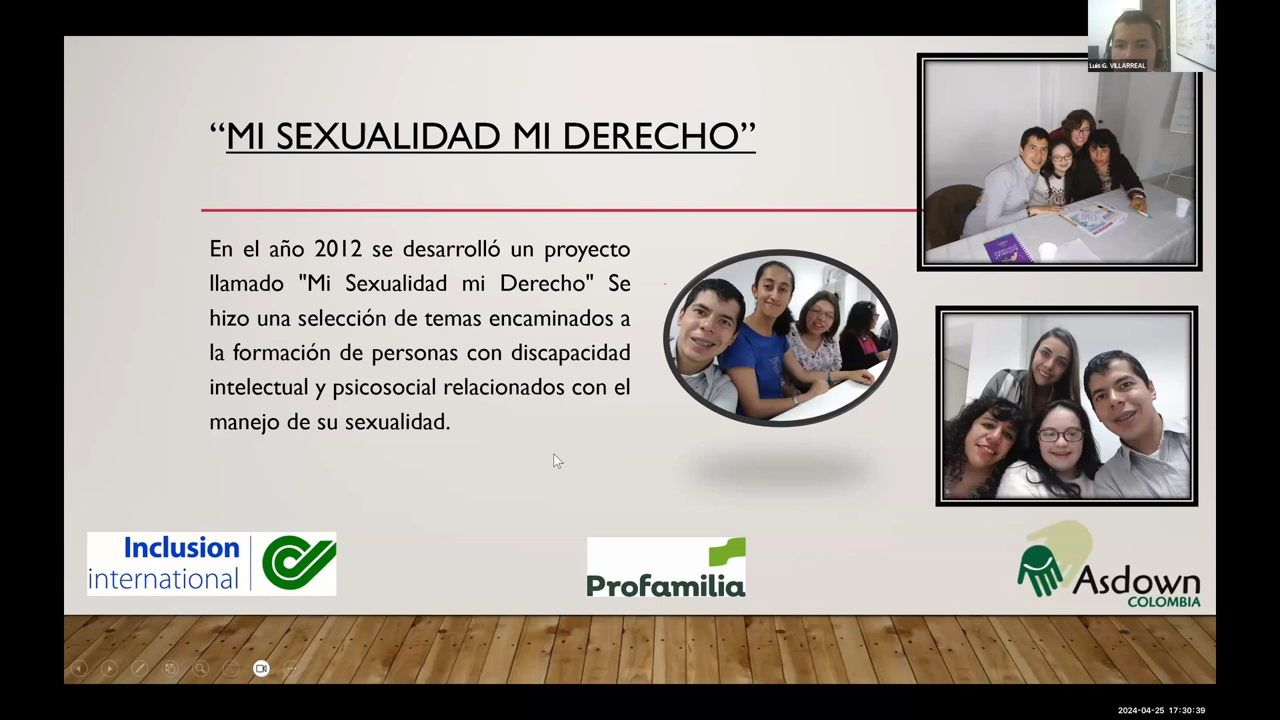 Luis G. VILLARREAL
“MI SEXUALIDAD MI DERECHO”
En el año 2012 se desarrolló un proyecto
llamado "Mi Sexualidad mi Derecho" Se
hizo una selección de temas encaminados a
la formación de personas con discapacidad
intelectual y psicosocial relacionados con el
manejo de su sexualidad.
Inclusion
international
Profamilia
Asdown
COLOMBIA
2024-04-25 17:30:39